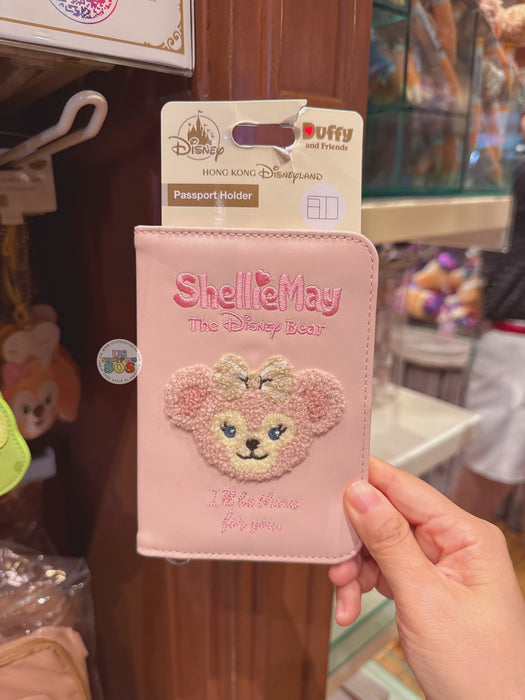 Disney
Duffy
and Friends
HONG KONG Disneyland
Passport Holder
ShellieMay
The Disney Bear
I'll be there
for you